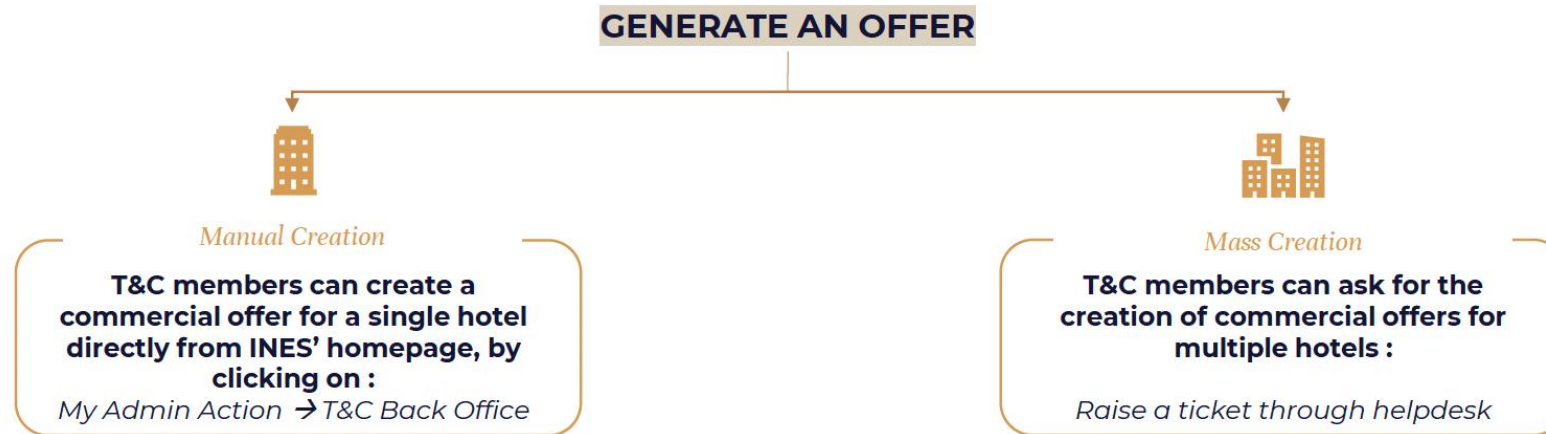 GENERATE AN OFFER
Manual Creation
T&C members can create a
commercial offer for a single hotel
directly from INES’ homepage, by
clicking on :
My Admin Action → T&C Back Office
Mass Creation
T&C members can ask for the
creation of commercial offers for
multiple hotels :
Raise a ticket through helpdesk